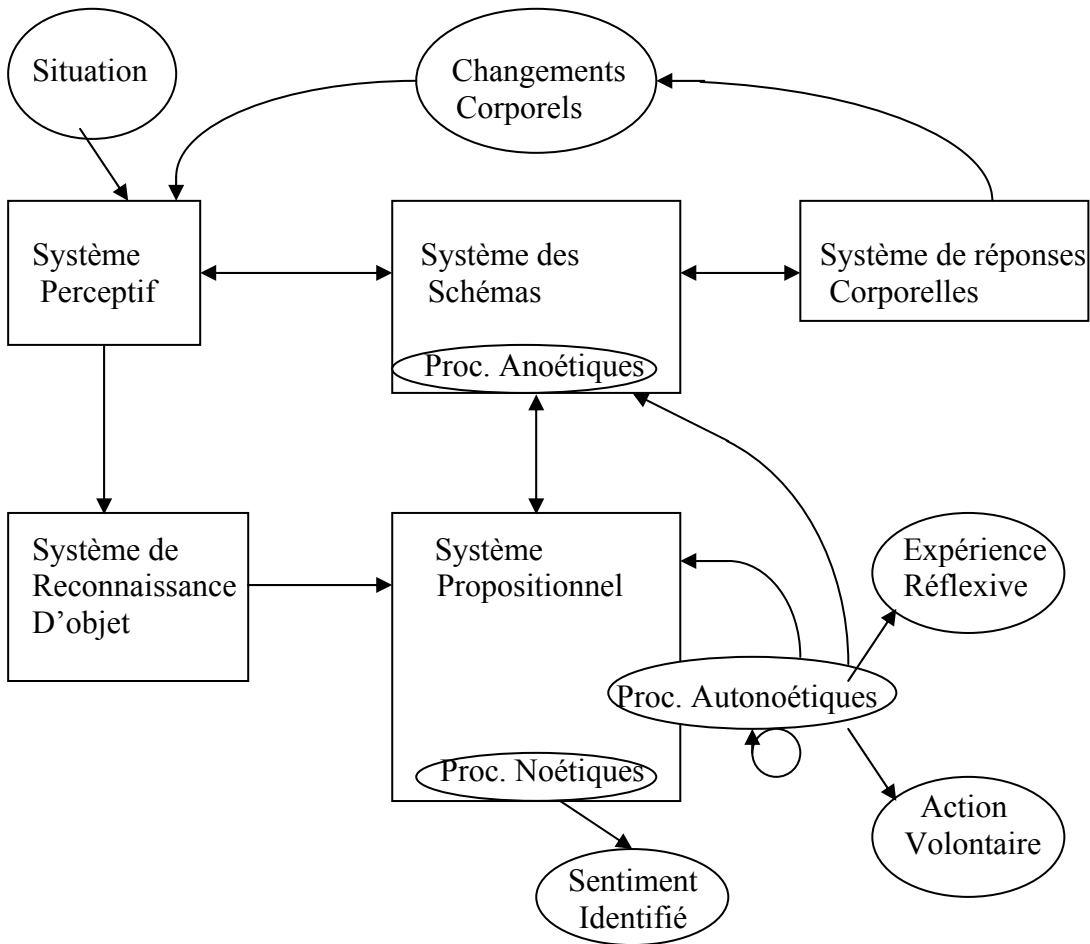 Situation
Changements
Corporels
Système
Perceptif
Système des
Schémas
Système de réponses
Corporelles
Proc. Anoétiques
Système de
Reconnaissance
D’objet
Système
Propositionnel
Expérience
Réflexive
Proc. Autonoétiques
Proc. Noétiques
Action
Volontaire
Sentiment
Identifié